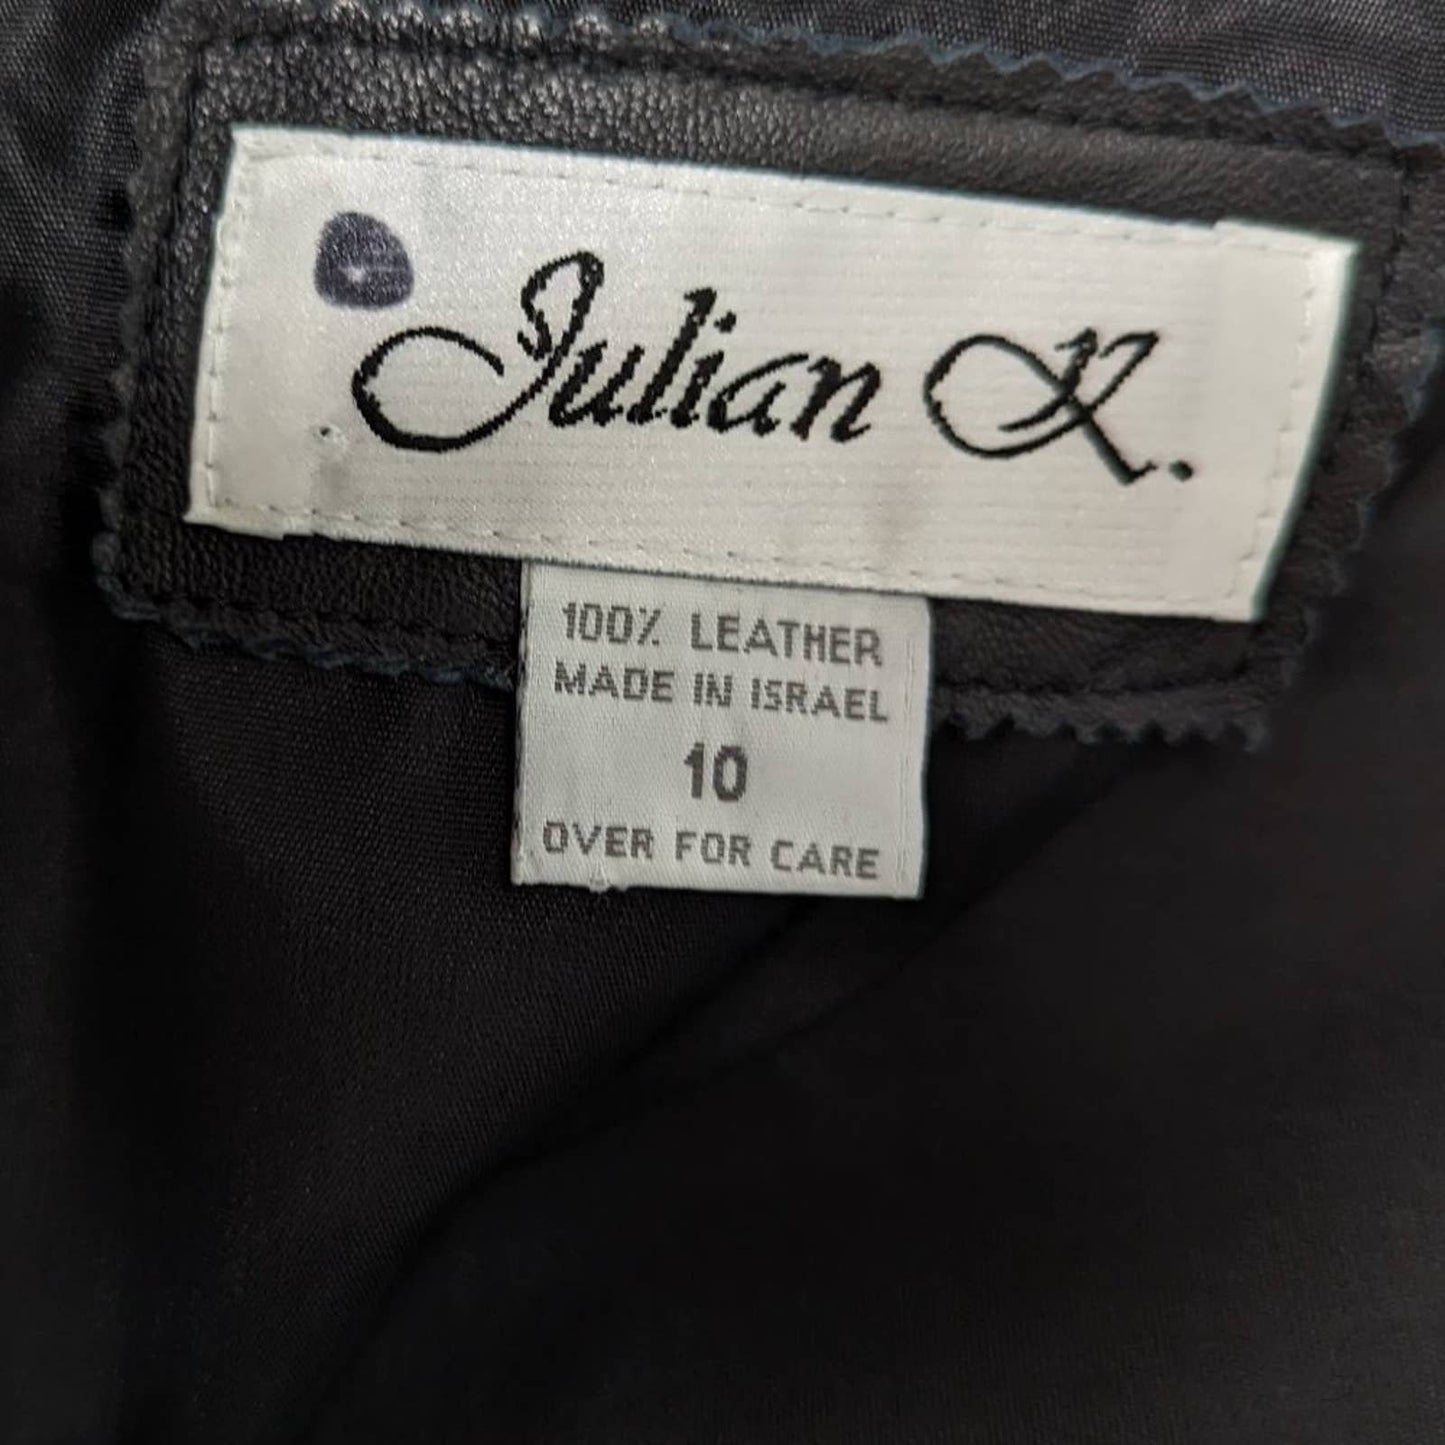 Julian K.
100% LEATHER
MADE IN ISRAEL
10
OVER FOR CARE